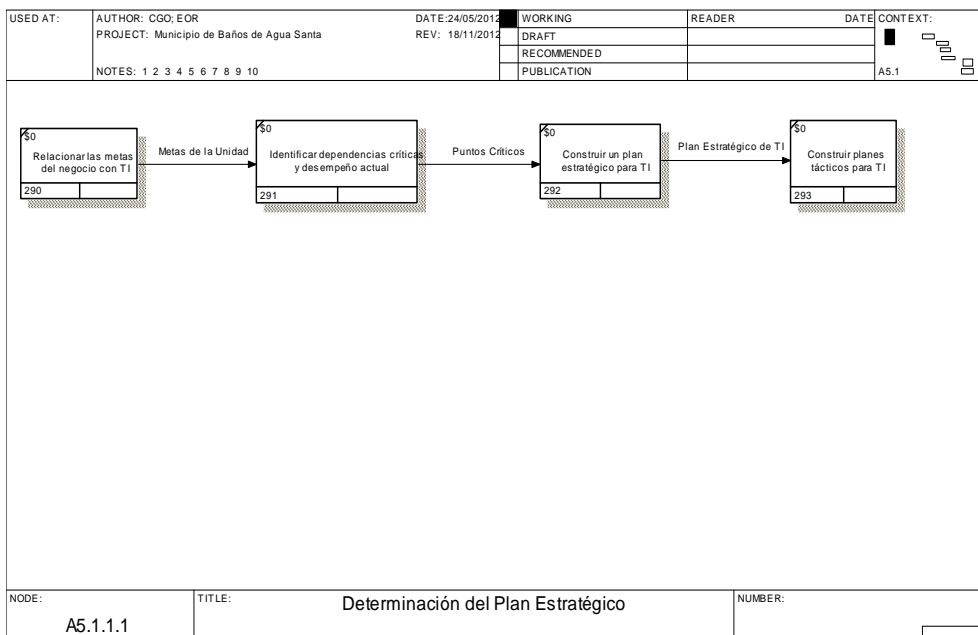 USED AT:
AUTHOR: CGO; EOR
DATE:24/05/2012
WORKING
READER
DATE
CONTEXT:
PROJECT: Municipio de Baños de Agua Santa
REV: 18/11/2012
DRAFT
RECOMMENDED
NOTES: 1 2 3 4 5 6 7 8 9 10
PUBLICATION
A5.1
$0
Relacionar las metas
del negocio con TI
290
Metas de la Unidad
$0
Identificar dependencias críticas
y desempeño actual
291
Puntos Críticos
$0
Construir un plan
estratégico para TI
292
Plan Estratégico de TI
$0
Construir planes
tácticos para TI
293
NODE:
A5.1.1.1
TITLE:
Determinación del Plan Estratégico
NUMBER: